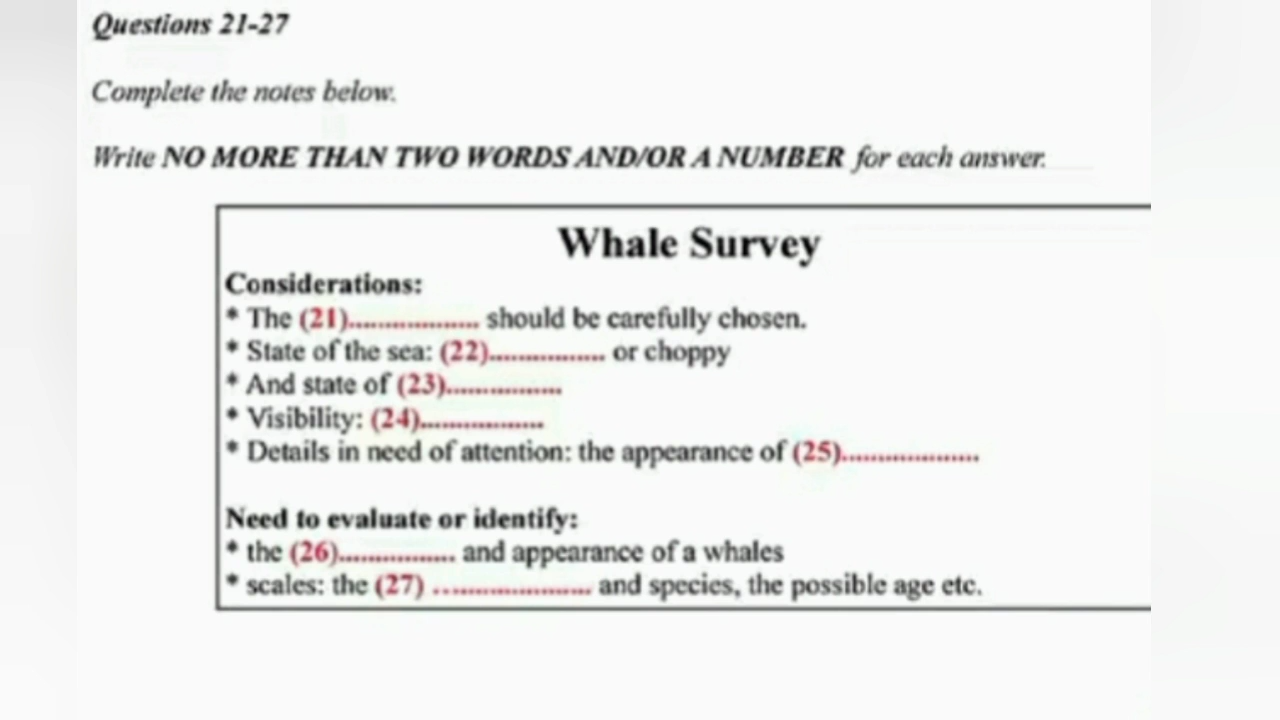 Questions 21-27
Complete the notes below.
Write NO MORE THAN TWO WORDS AND/OR A NUMBER for each answer.
Whale Survey
Considerations:
* The (21)................... should be carefully chosen.
* State of the sea: (22)................. or choppy
* And state of (23)................
* Visibility: (24).................
* Details in need of attention: the appearance of (25)...................
Need to evaluate or identify:
* the (26)................ and appearance of a whales
* scales: the (27) ...................... and species, the possible age etc.